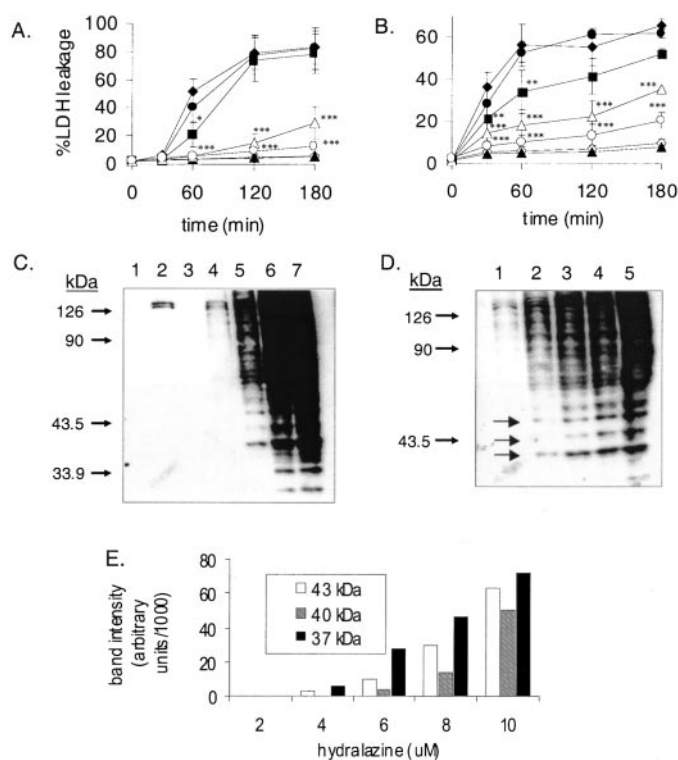 A.
B.
%LDH leakage
100
80
60
40
20
0
0 60 120 180
time (min)
* *** *** *** ***
60
40
20
0
0 60 120 180
time (min)
** ** *** *** *** *** *** *** ***
C.
kDa
1 2 3 4 5 6 7
126
90
43.5
33.9
D.
kDa
1 2 3 4 5
126
90
43.5
E.
band intensity
(arbitrary
units/1000)
80
60
40
20
0
43 kDa
40 kDa
37 kDa
2 4 6 8 10
hydralazine (uM)